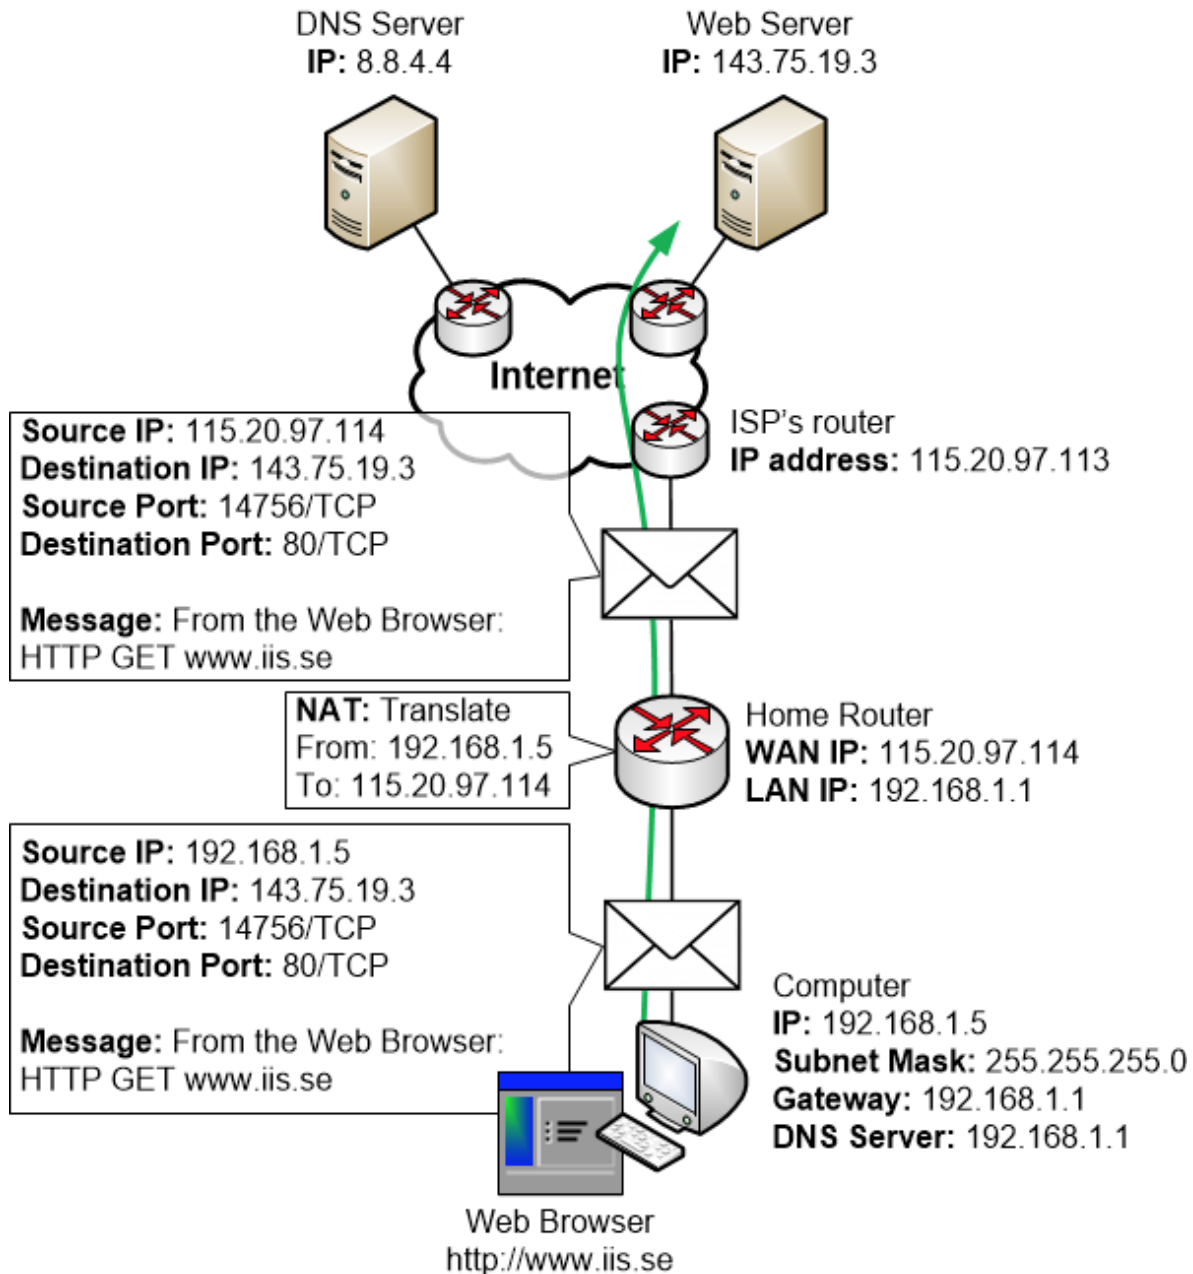 DNS Server
IP: 8.8.4.4
Web Server
IP: 143.75.19.3
Internet
ISP's router
IP address: 115.20.97.113
Source IP: 115.20.97.114
Destination IP: 143.75.19.3
Source Port: 14756/TCP
Destination Port: 80/TCP
Message: From the Web Browser:
HTTP GET www.iis.se
NAT: Translate
From: 192.168.1.5
To: 115.20.97.114
Home Router
WAN IP: 115.20.97.114
LAN IP: 192.168.1.1
Source IP: 192.168.1.5
Destination IP: 143.75.19.3
Source Port: 14756/TCP
Destination Port: 80/TCP
Message: From the Web Browser:
HTTP GET www.iis.se
Computer
IP: 192.168.1.5
Subnet Mask: 255.255.255.0
Gateway: 192.168.1.1
DNS Server: 192.168.1.1
Web Browser
http://www.iis.se